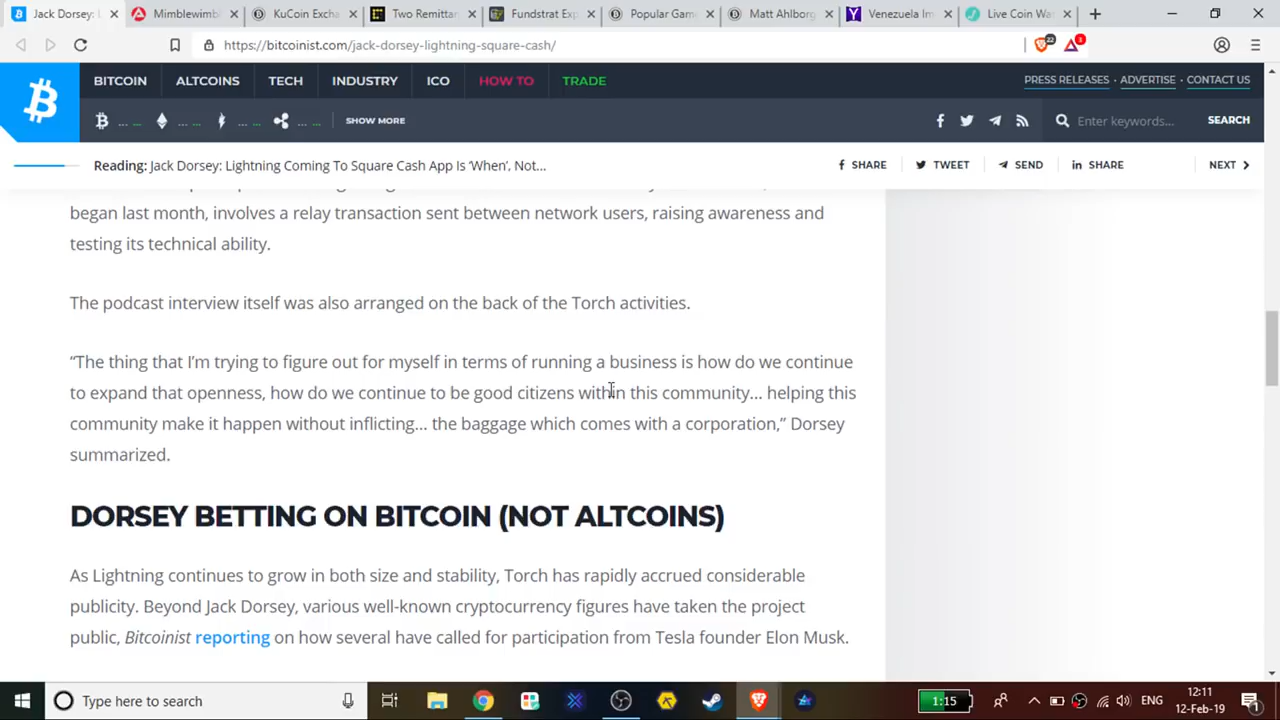 Jack Dorsey: L
Mimblewimb
KuCoin Excha
Two Remittar
Fundstrat Exp
Popular Gam
Matt Ahlborg
Venezuela Im
Live Coin Wa
https://bitcoinist.com/jack-dorsey-lightning-square-cash/
22
3
BITCOIN ALTCOINS TECH INDUSTRY ICO HOW TO TRADE
PRESS RELEASES · ADVERTISE · CONTACT US
... ... ... ... SHOW MORE
Enter keywords... SEARCH
Reading: Jack Dorsey: Lightning Coming To Square Cash App Is ‘When’, Not...
SHARE TWEET SEND SHARE NEXT
began last month, involves a relay transaction sent between network users, raising awareness and
testing its technical ability.
The podcast interview itself was also arranged on the back of the Torch activities.
“The thing that I’m trying to figure out for myself in terms of running a business is how do we continue
to expand that openness, how do we continue to be good citizens within this community… helping this
community make it happen without inflicting… the baggage which comes with a corporation,” Dorsey
summarized.
DORSEY BETTING ON BITCOIN (NOT ALTCOINS)
As Lightning continues to grow in both size and stability, Torch has rapidly accrued considerable
publicity. Beyond Jack Dorsey, various well-known cryptocurrency figures have taken the project
public, Bitcoinist reporting on how several have called for participation from Tesla founder Elon Musk.
Type here to search
1:15
ENG
12:11
12-Feb-19
1